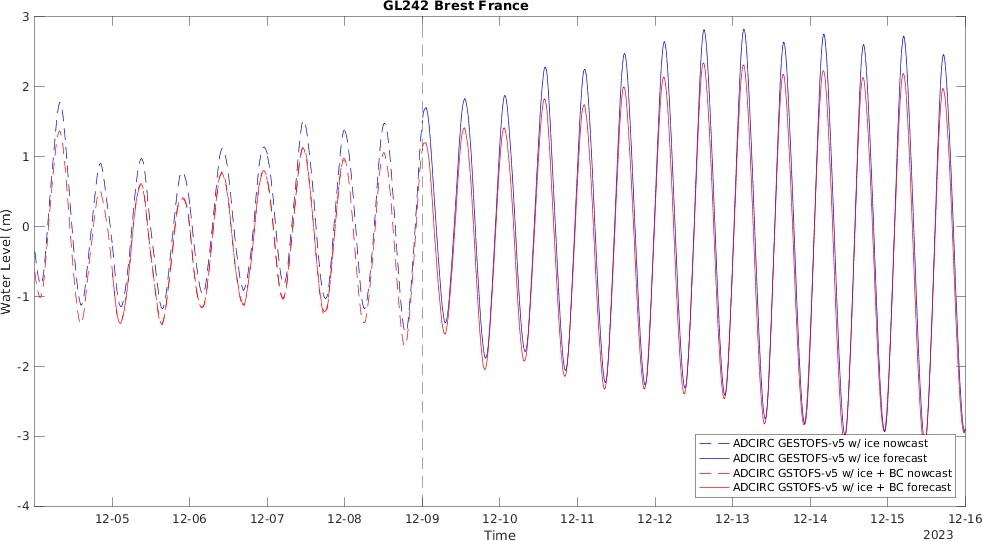 GL242 Brest France
3
2
1
0
-1
-2
-3
-4
Water Level (m)
ADCIRC GESTOFS-v5 w/ ice nowcast
ADCIRC GESTOFS-v5 w/ ice forecast
ADCIRC GSTOFS-v5 w/ ice + BC nowcast
ADCIRC GSTOFS-v5 w/ ice + BC forecast
12-05 12-06 12-07 12-08 12-09 12-10 12-11 12-12 12-13 12-14 12-15 12-16
Time
2023